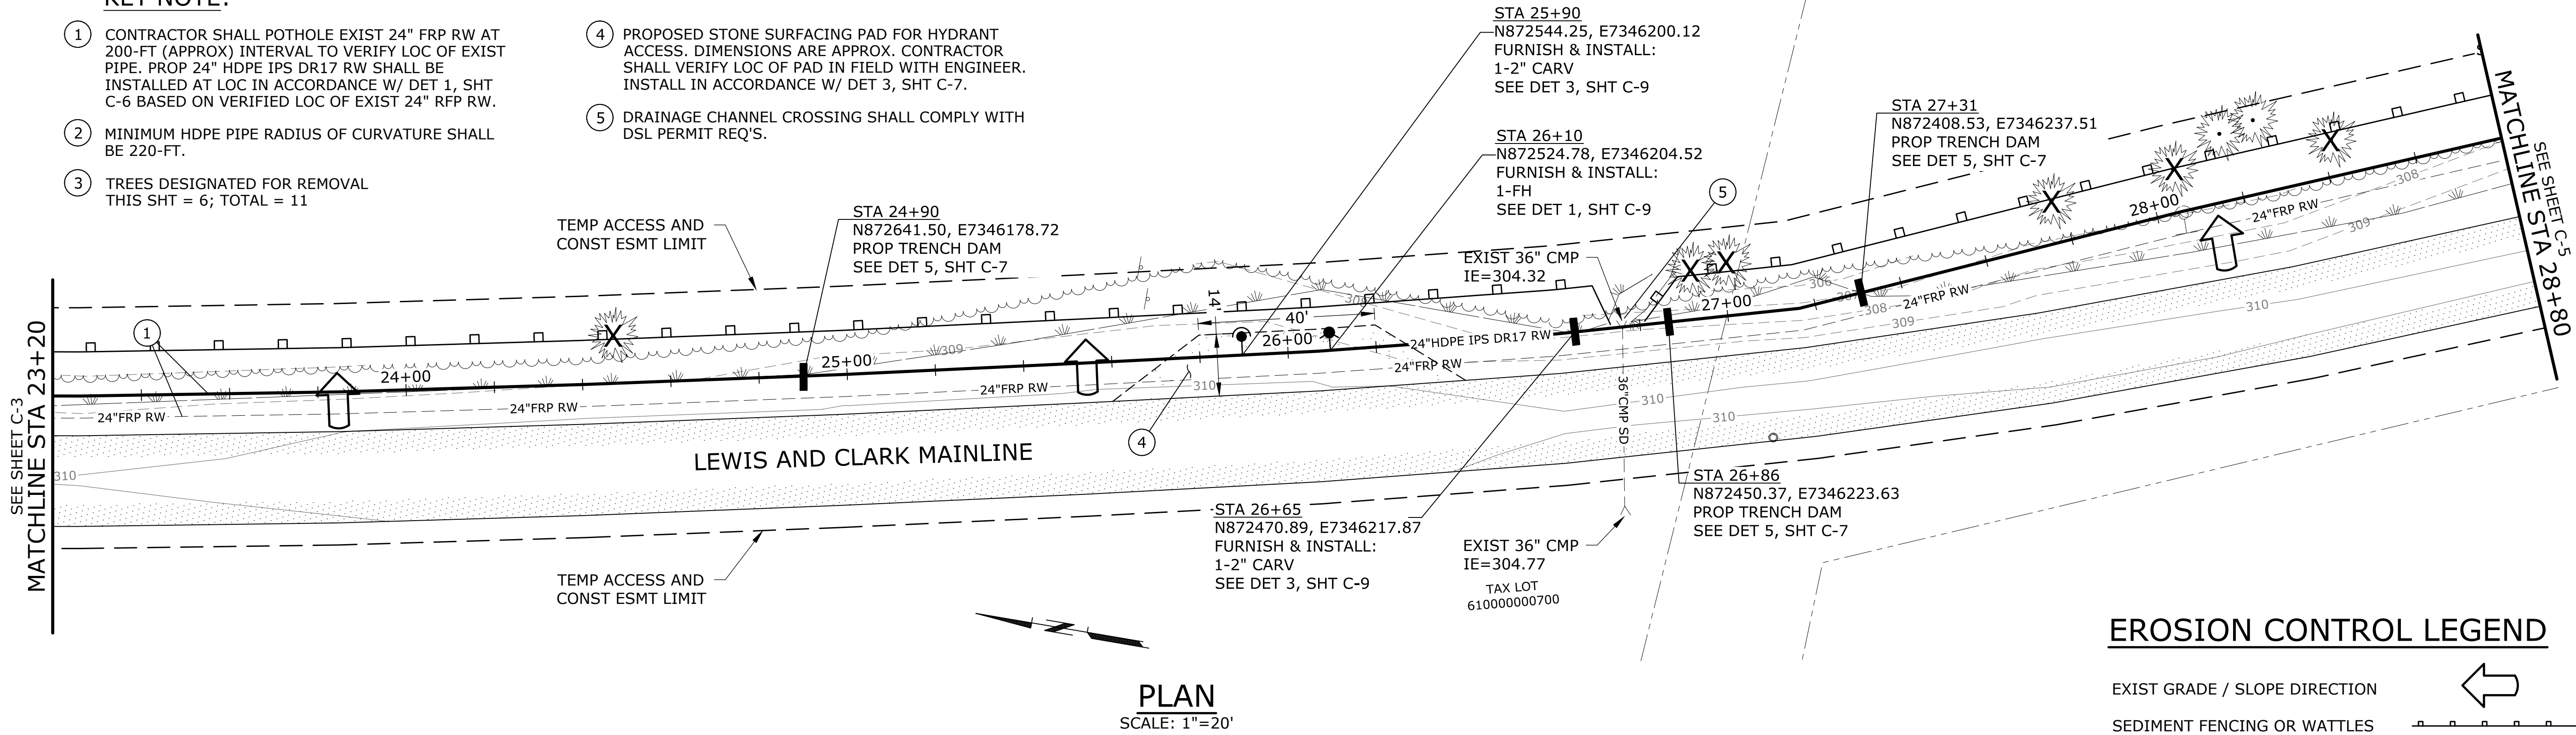 KEY NOTE:
1
CONTRACTOR SHALL POTHOLE EXIST 24" FRP RW AT
200-FT (APPROX) INTERVAL TO VERIFY LOC OF EXIST
PIPE. PROP 24" HDPE IPS DR17 RW SHALL BE
INSTALLED AT LOC IN ACCORDANCE W/ DET 1, SHT
C-6 BASED ON VERIFIED LOC OF EXIST 24" RFP RW.
2
MINIMUM HDPE PIPE RADIUS OF CURVATURE SHALL
BE 220-FT.
3
TREES DESIGNATED FOR REMOVAL
THIS SHT = 6; TOTAL = 11
4
PROPOSED STONE SURFACING PAD FOR HYDRANT
ACCESS. DIMENSIONS ARE APPROX. CONTRACTOR
SHALL VERIFY LOC OF PAD IN FIELD WITH ENGINEER.
INSTALL IN ACCORDANCE W/ DET 3, SHT C-7.
5
DRAINAGE CHANNEL CROSSING SHALL COMPLY WITH
DSL PERMIT REQ'S.
STA 25+90
N872544.25, E7346200.12
FURNISH & INSTALL:
1-2" CARV
SEE DET 3, SHT C-9
STA 26+10
N872524.78, E7346204.52
FURNISH & INSTALL:
1-FH
SEE DET 1, SHT C-9
STA 27+31
N872408.53, E7346237.51
PROP TRENCH DAM
SEE DET 5, SHT C-7
TEMP ACCESS AND
CONST ESMT LIMIT
STA 24+90
N872641.50, E7346178.72
PROP TRENCH DAM
SEE DET 5, SHT C-7
EXIST 36" CMP
IE=304.32
5
MATCHLINE STA 28+80
SEE SHEET C-5
SEE SHEET C-3
MATCHLINE STA 23+20
1
24+00
25+00
26+00
27+00
28+00
14'
40'
24"HDPE IPS DR17 RW
24"FRP RW
24"FRP RW
24"FRP RW
24"FRP RW
24"FRP RW
24"FRP RW
309
310
306
308
309
308
309
310
310
310
310
310
36"CMP SD
4
LEWIS AND CLARK MAINLINE
STA 26+65
N872470.89, E7346217.87
FURNISH & INSTALL:
1-2" CARV
SEE DET 3, SHT C-9
STA 26+86
N872450.37, E7346223.63
PROP TRENCH DAM
SEE DET 5, SHT C-7
EXIST 36" CMP
IE=304.77
TAX LOT
610000000700
TEMP ACCESS AND
CONST ESMT LIMIT
N
PLAN
SCALE: 1"=20'
EROSION CONTROL LEGEND
EXIST GRADE / SLOPE DIRECTION
SEDIMENT FENCING OR WATTLES